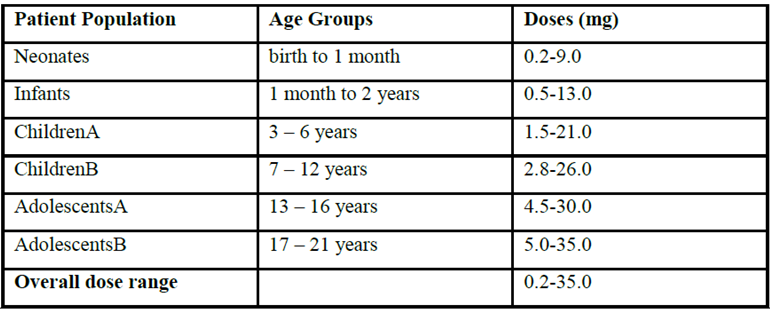 Patient Population Age Groups Doses (mg)
Neonates birth to 1 month 0.2-9.0
Infants 1 month to 2 years 0.5-13.0
ChildrenA 3 – 6 years 1.5-21.0
ChildrenB 7 – 12 years 2.8-26.0
AdolescentsA 13 – 16 years 4.5-30.0
AdolescentsB 17 – 21 years 5.0-35.0
Overall dose range 0.2-35.0